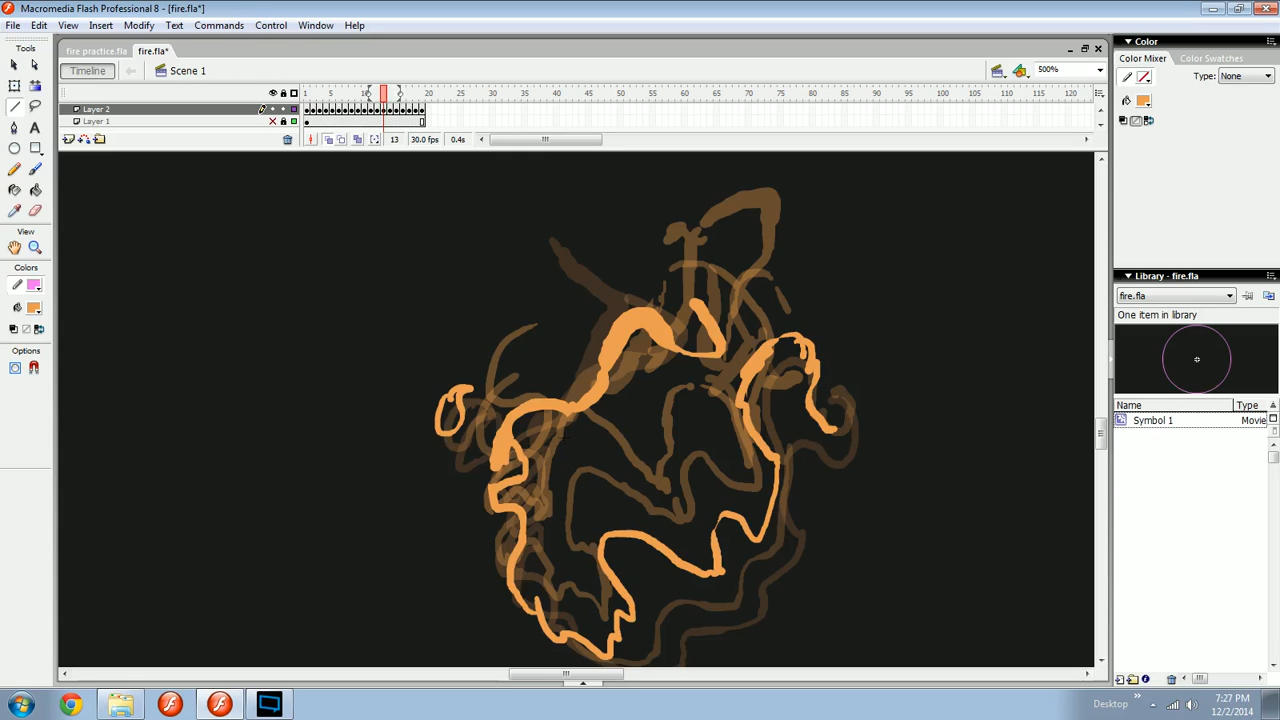 Macromedia Flash Professional 8 - [fire.fla*]
File Edit View Insert Modify Text Commands Control Window Help
Tools
fire practice.fla fire.fla*
Timeline Scene 1 500%
1 5 10 15 20 25 30 35 40 45 50 55 60 65 70 75 80 85 90 95 100 105 110 115 120
Layer 2
Layer 1
13 30.0 fps 0.4s
View
Colors
Options
Color
Color Mixer Color Swatches
Type: None
Library - fire.fla
fire.fla
One item in library
Name Type
Symbol 1 Movie
Desktop
7:27 PM
12/2/2014